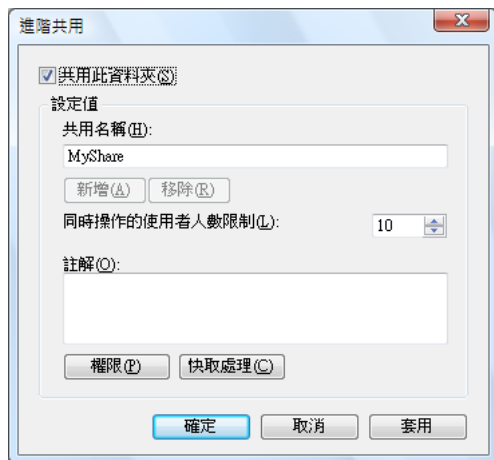 進階共用
共用此資料夾(S)
設定值
共用名稱(H):
MyShare
新增(A) 移除(R)
同時操作的使用者人數限制(L): 10
註解(O):
權限(P) 快取處理(C)
確定 取消 套用